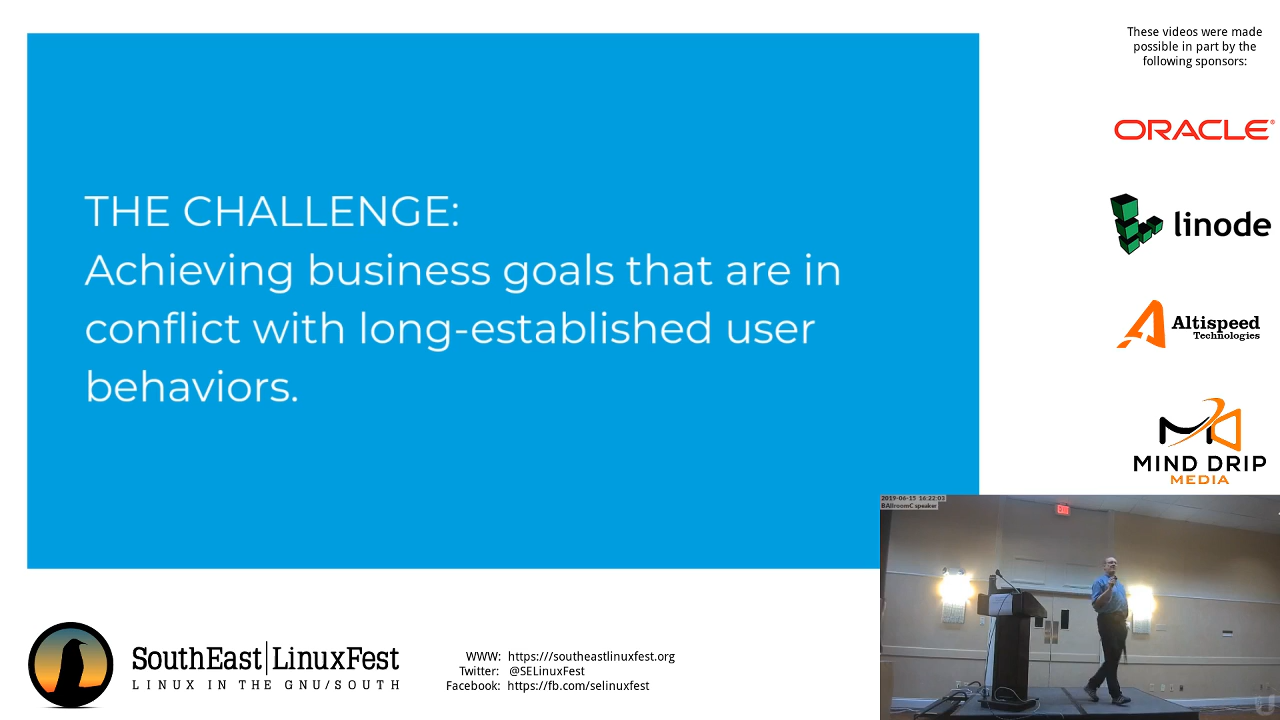 These videos were made
possible in part by the
following sponsors:
ORACLE®
linode
Altispeed
Technologies
MIND DRIP
MEDIA
THE CHALLENGE:
Achieving business goals that are in
conflict with long-established user
behaviors.
2019-06-15 16:22:03
BAllroomC speaker
EXIT
SouthEast|LinuxFest
LINUX IN THE GNU/SOUTH
WWW: https:///southeastlinuxfest.org
Twitter: @SELinuxFest
Facebook: https://fb.com/selinuxfest